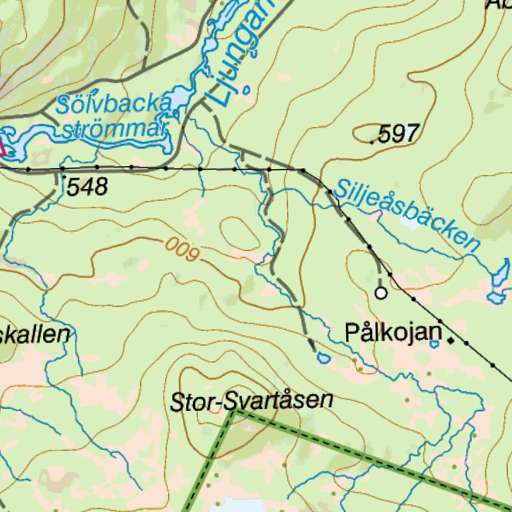 Ljungan
Sölvbacka
strömmar
597
548
Siljeåsbäcken
600
skallen
Pålkojan
Stor-Svartåsen